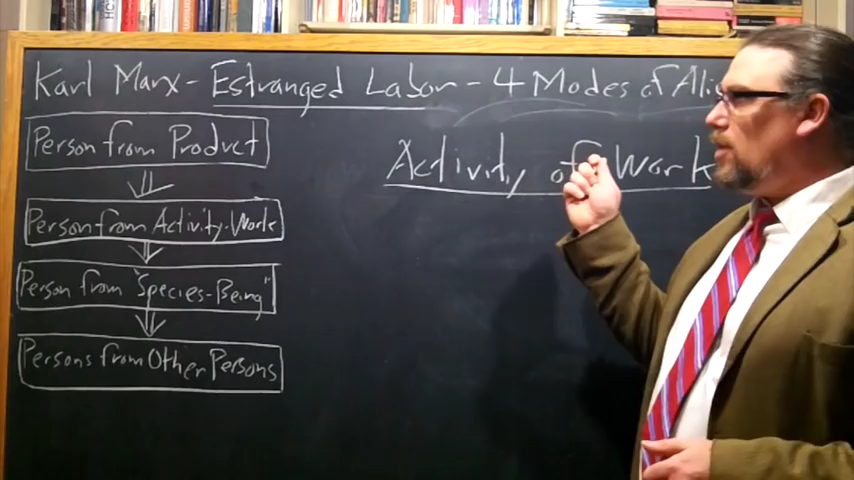 Karl Marx - Estranged Labor - 4 Modes of Alie
Person from Product
Person from Activity-Work
Person from "Species-Being"
Persons from Other Persons
Activity of Work